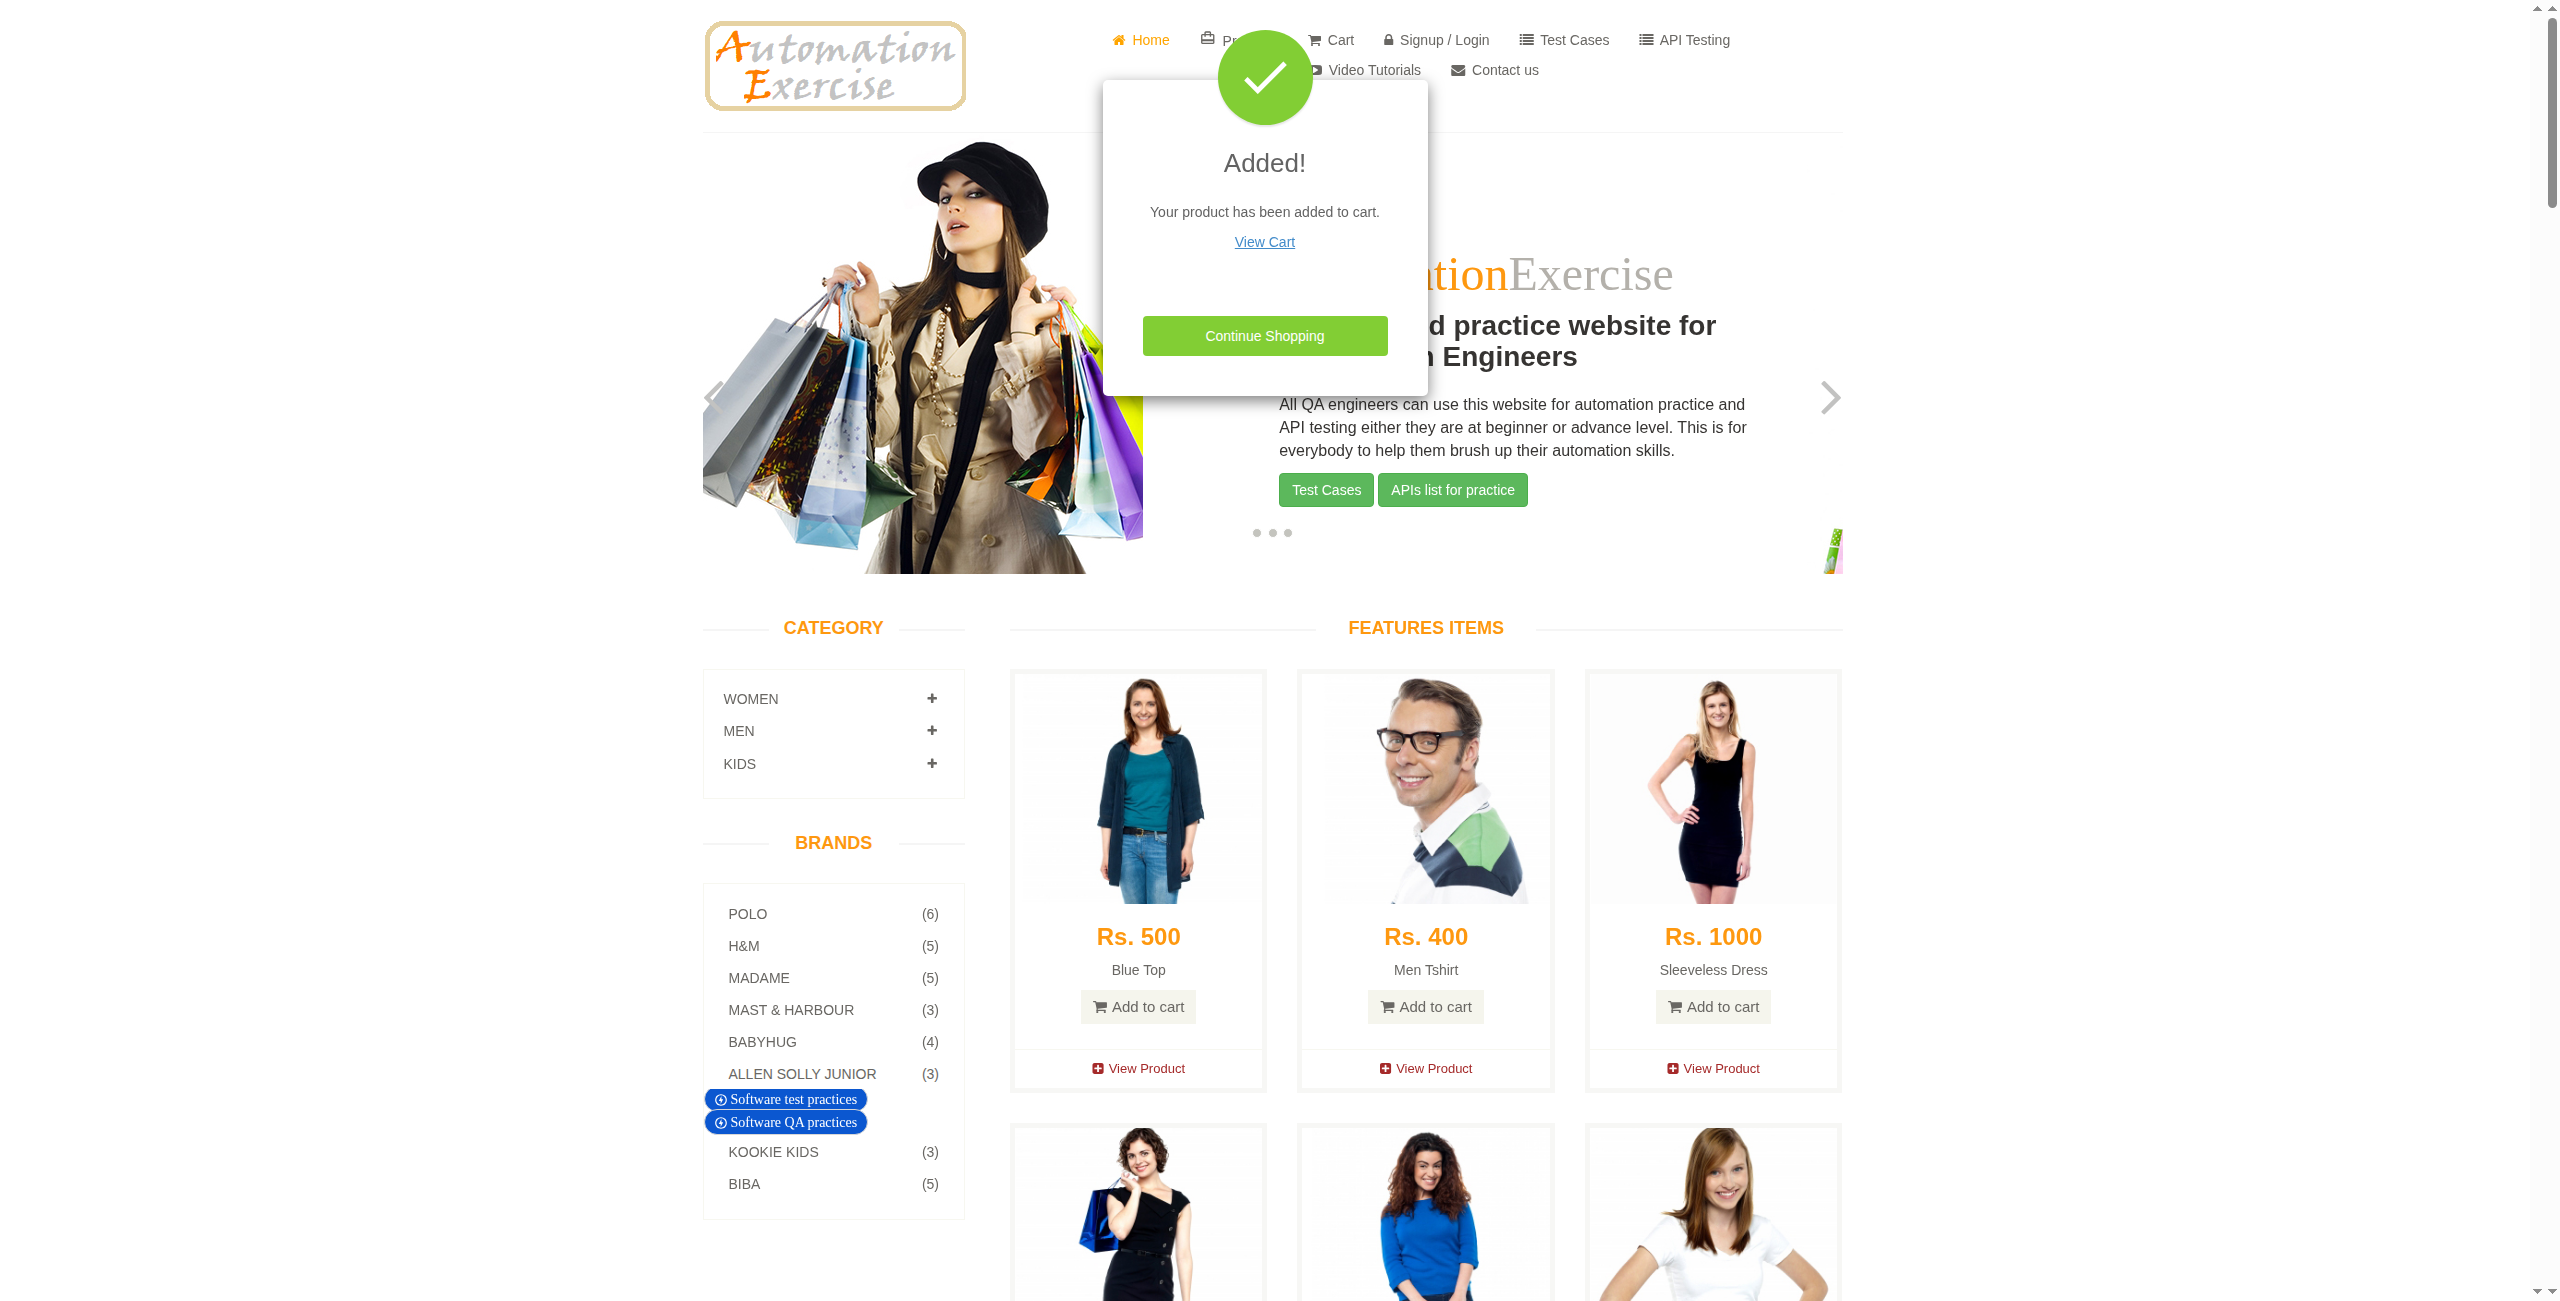 Automation
Exercise
Home
Cart
Signup / Login
Test Cases
API Testing
Video Tutorials
Contact us
Added!
Your product has been added to cart.
View Cart
Continue Shopping
tionExercise
d practice website for
Engineers
All QA engineers can use this website for automation practice and
API testing either they are at beginner or advance level. This is for
everybody to help them brush up their automation skills.
Test Cases
APIs list for practice
CATEGORY
WOMEN
MEN
KIDS
BRANDS
POLO (6)
H&M (5)
MADAME (5)
MAST & HARBOUR (3)
BABYHUG (4)
ALLEN SOLLY JUNIOR (3)
Software test practices
Software QA practices
KOOKIE KIDS (3)
BIBA (5)
FEATURES ITEMS
Rs. 500
Blue Top
Add to cart
View Product
Rs. 400
Men Tshirt
Add to cart
View Product
Rs. 1000
Sleeveless Dress
Add to cart
View Product